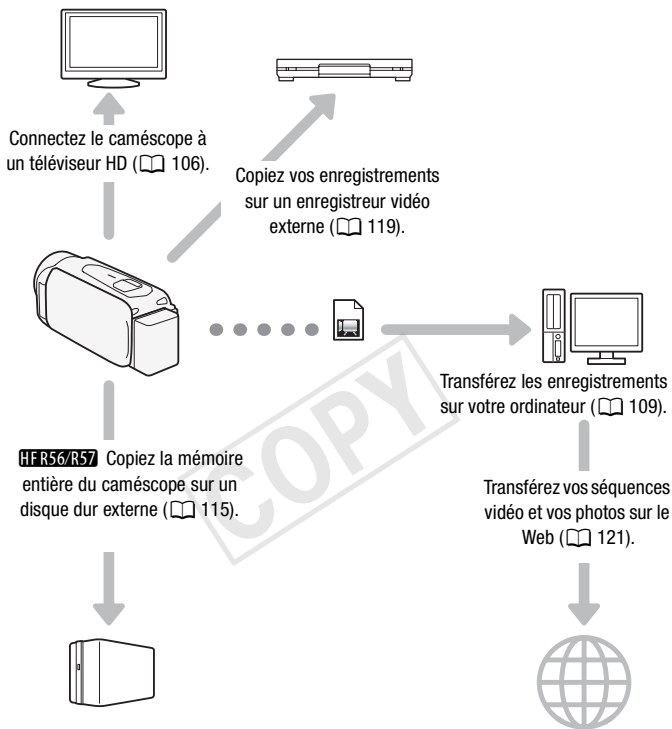 Connectez le caméscope à
un téléviseur HD (106).
Copiez vos enregistrements
sur un enregistreur vidéo
externe (119).
Transférez les enregistrements
sur votre ordinateur (109).
HF R56/R57 Copiez la mémoire
entière du caméscope sur un
disque dur externe (115).
Transférez vos séquences
vidéo et vos photos sur le
Web (121).
COPY